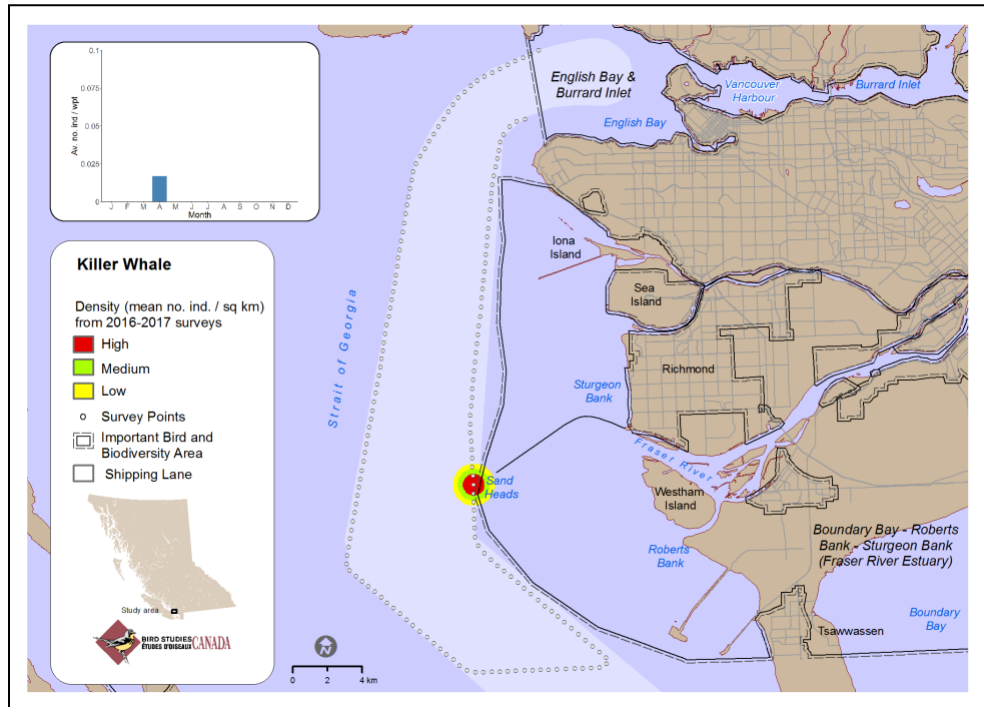 0.1
0.075
0.05
0.025
0
Av. no. ind / wpt
J F M A M J J A S O N D
Month
Killer Whale
Density (mean no. ind. / sq km)
from 2016-2017 surveys
High
Medium
Low
Survey Points
Important Bird and
Biodiversity Area
Shipping Lane
Study area
BIRD STUDIES
ÉTUDES D'OISEAUX
CANADA
N
0 2 4 km
Strait of Georgia
English Bay &
Burrard Inlet
Vancouver
Harbour
Burrard Inlet
English Bay
Iona
Island
Sea
Island
Richmond
Sturgeon
Bank
Fraser River
Sand
Heads
Westham
Island
Roberts
Bank
Boundary Bay - Roberts
Bank - Sturgeon Bank
(Fraser River Estuary)
Boundary
Bay
Tsawwassen